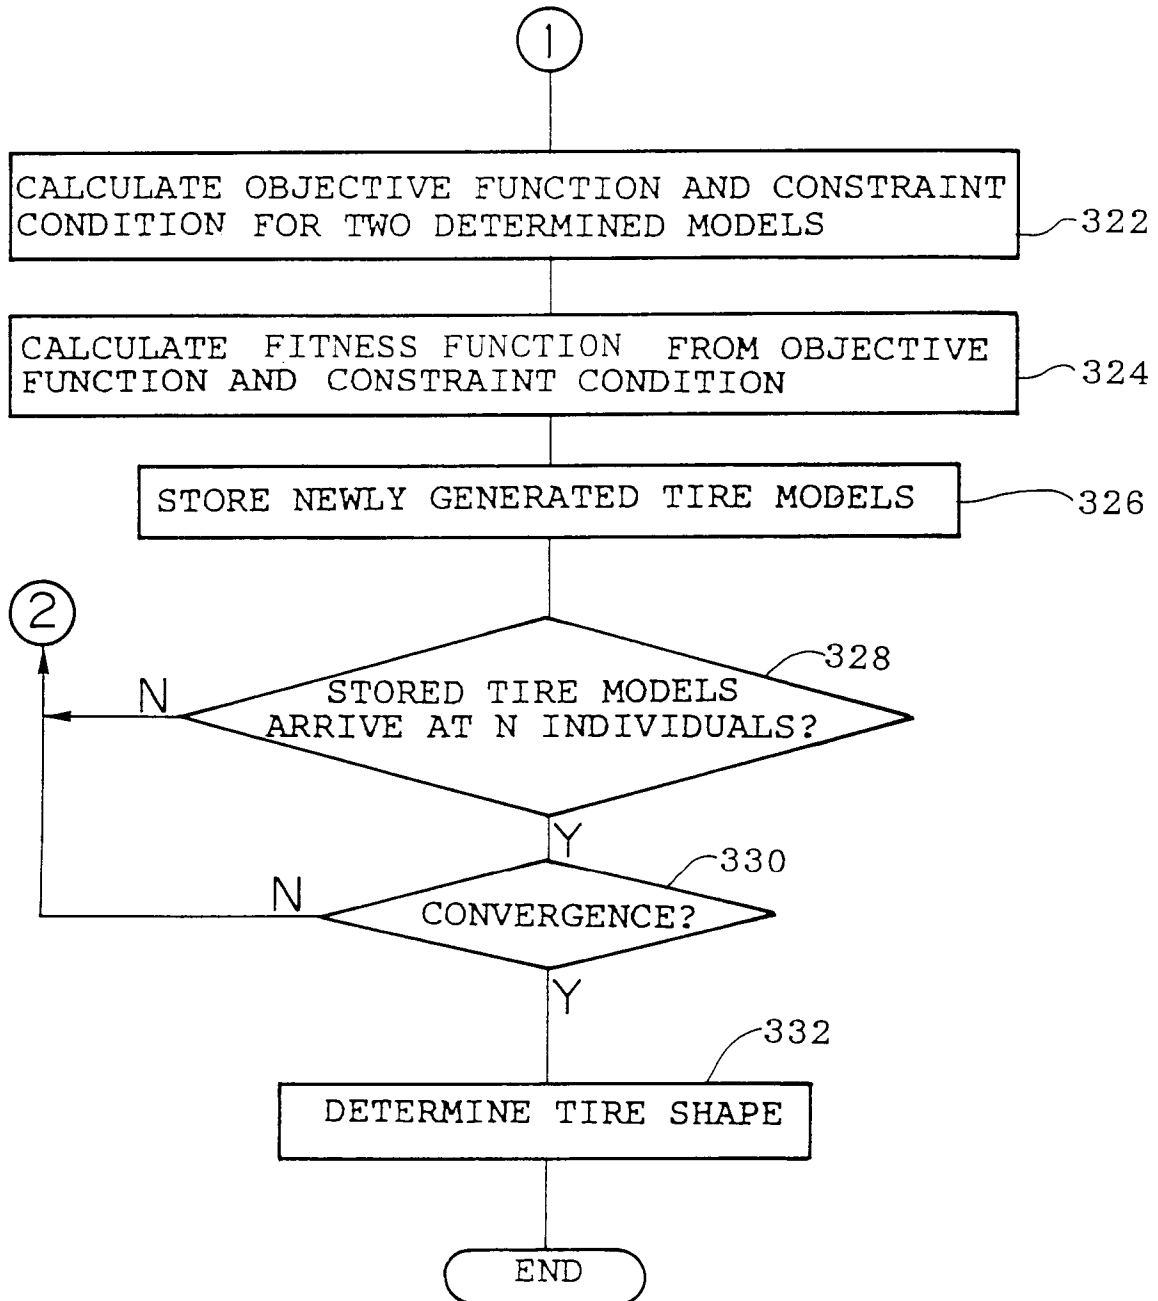 1
CALCULATE OBJECTIVE FUNCTION AND CONSTRAINT
CONDITION FOR TWO DETERMINED MODELS
322
CALCULATE FITNESS FUNCTION FROM OBJECTIVE
FUNCTION AND CONSTRAINT CONDITION
324
STORE NEWLY GENERATED TIRE MODELS
326
2
328
N
STORED TIRE MODELS
ARRIVE AT N INDIVIDUALS?
Y
330
N
CONVERGENCE?
Y
332
DETERMINE TIRE SHAPE
END